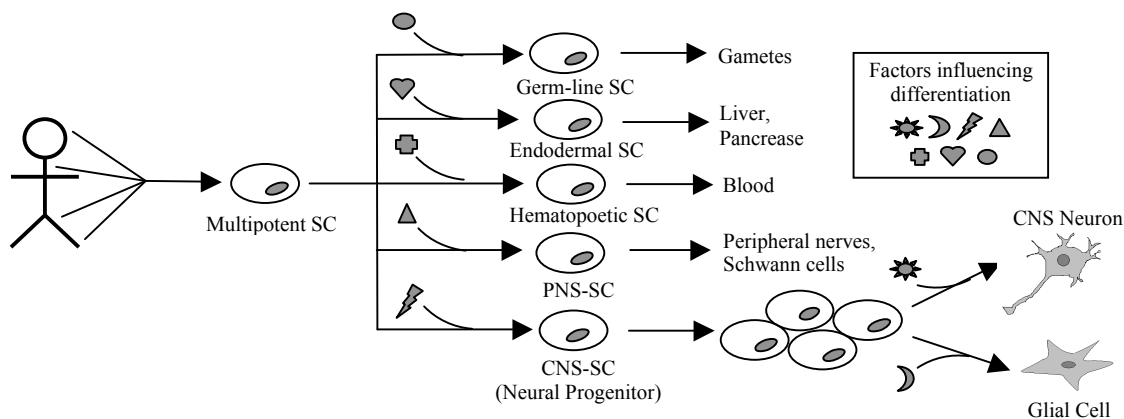 Germ-line SC
Gametes
Factors influencing
differentiation
Endodermal SC
Liver,
Pancrease
Multipotent SC
Hematopoetic SC
Blood
PNS-SC
Peripheral nerves,
Schwann cells
CNS Neuron
CNS-SC
(Neural Progenitor)
Glial Cell